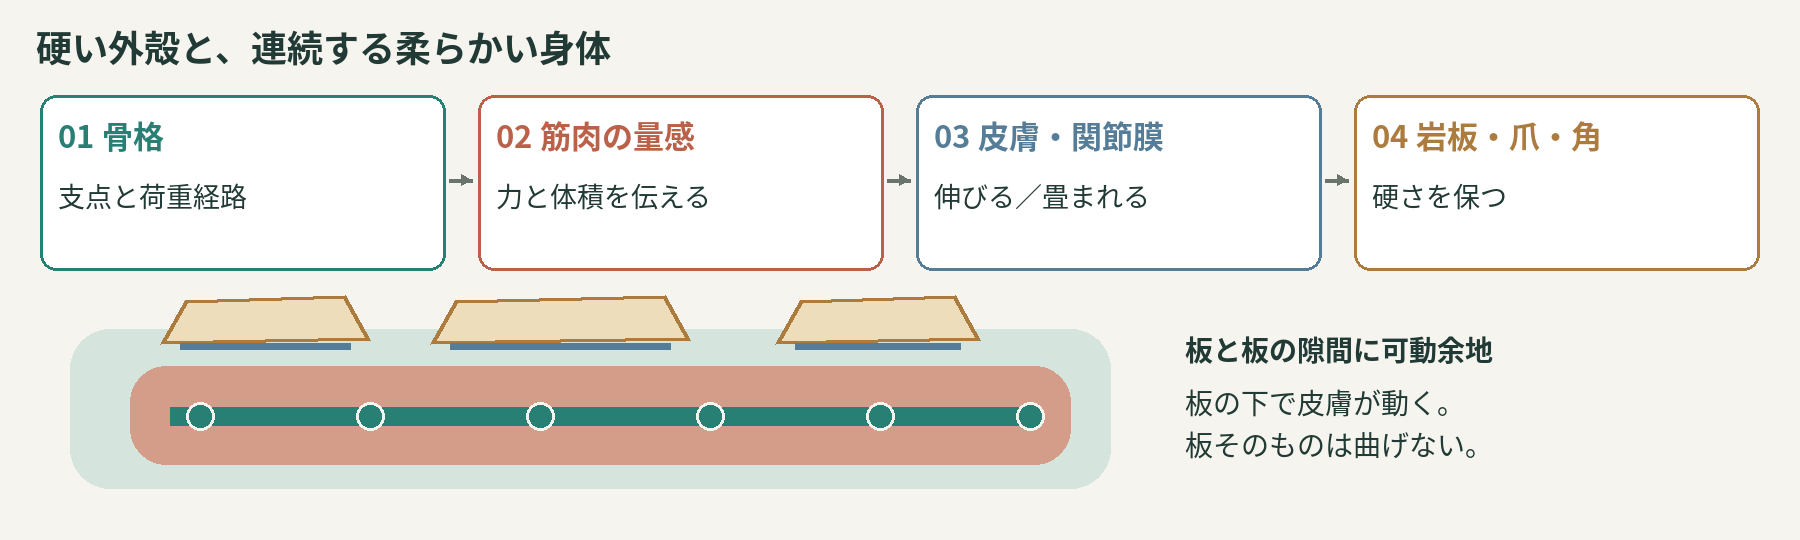 硬い外殻と、連続する柔らかい身体
01 骨格
支点と荷重経路
02 筋肉の量感
力と体積を伝える
03 皮膚・関節膜
伸びる／畳まれる
04 岩板・爪・角
硬さを保つ
板と板の隙間に可動余地
板の下で皮膚が動く。
板そのものは曲げない。